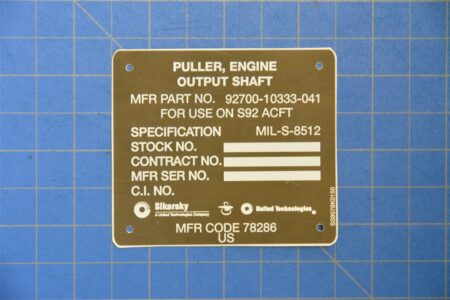 PULLER, ENGINE
OUTPUT SHAFT
MFR PART NO. 92700-10333-041
FOR USE ON S92 ACFT
SPECIFICATION MIL-S-8512
STOCK NO.
CONTRACT NO.
MFR SER NO.
C.I. NO.
Sikorsky
A United Technologies Company
United Technologies
MFR CODE 78286
US
SS9078K0150